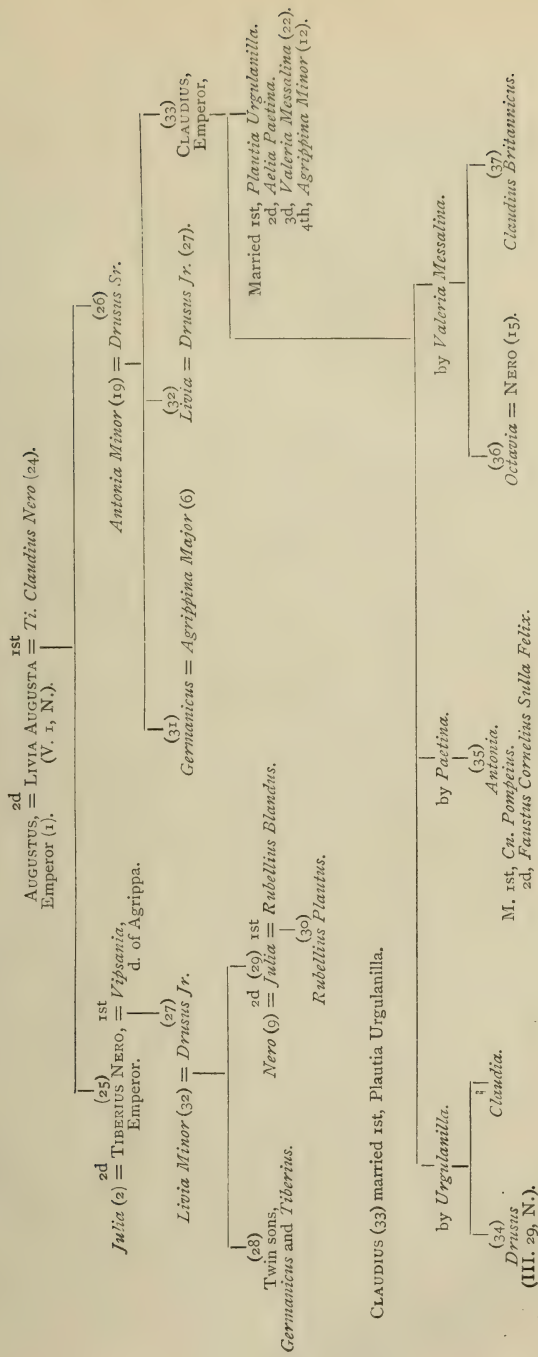 2d 1st
AUGUSTUS, = LIVIA AUGUSTA = Ti. Claudius Nero (24).
Emperor (1). (V. 1, N.).
2d (25) 1st
Julia (2) = TIBERIUS NERO, = Vipsania,
Emperor. d. of Agrippa.
(26)
Antonia Minor (19) = Drusus Sr.
(27)
Livia Minor (32) = Drusus Jr.
(31)
Germanicus = Agrippina Major (6)
(32)
Livia = Drusus Jr. (27).
(33)
CLAUDIUS,
Emperor,
(28)
Twin sons,
Germanicus and Tiberius.
2d (29) 1st
Nero (9) = Julia = Rubellius Blandus.
(30)
Rubellius Plautus.
Married 1st, Plautia Urgulanilla.
2d, Aelia Paetina.
3d, Valeria Messalina (22).
4th, Agrippina Minor (12).
CLAUDIUS (33) married 1st, Plautia Urgulanilla.
by Urgulanilla.
by Paetina.
by Valeria Messalina.
(34)
Drusus
(III. 29, N.).
Claudia.
(35)
Antonia.
M. 1st, Cn. Pompeius.
2d, Faustus Cornelius Sulla Felix.
(36)
Octavia = NERO (15).
(37)
Claudius Britannicus.